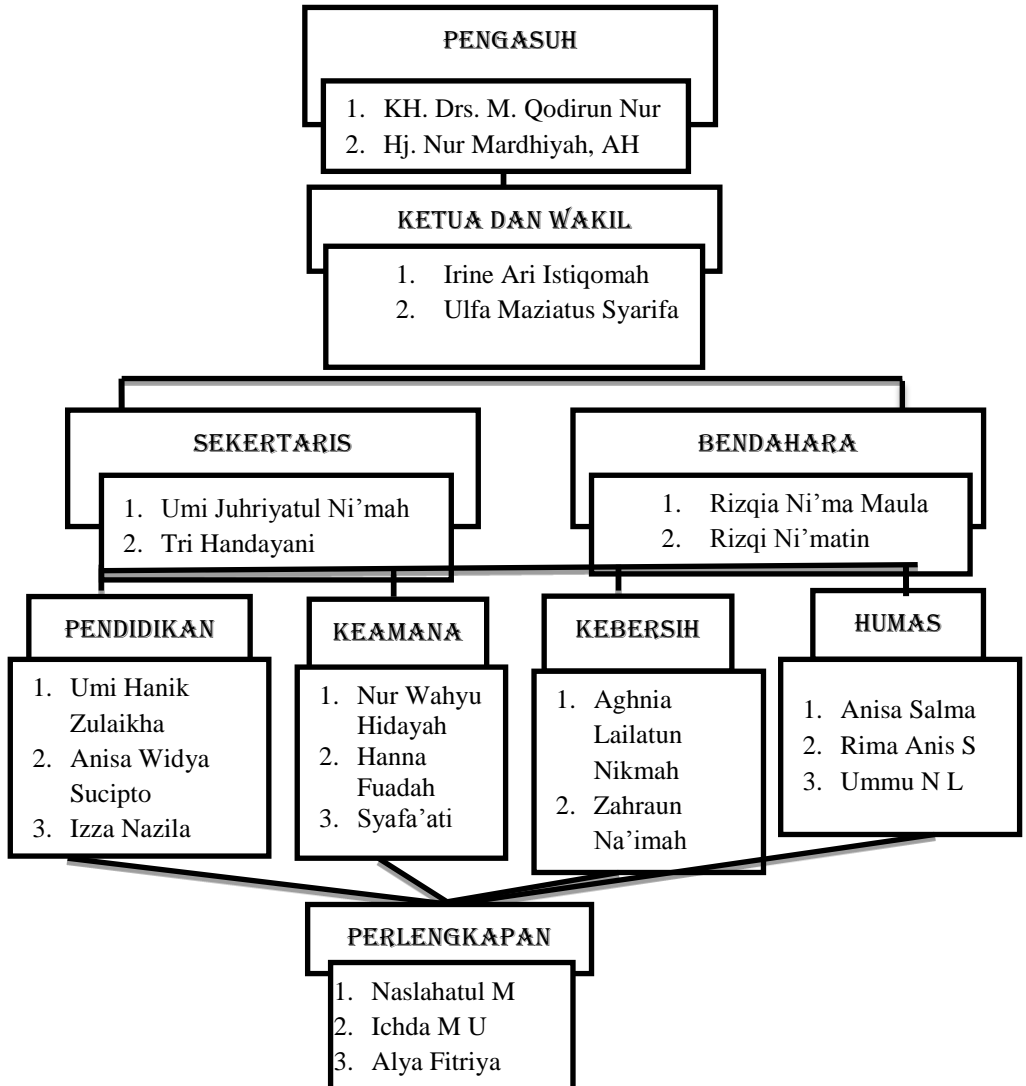 PENGASUH
1. KH. Drs. M. Qodirun Nur
2. Hj. Nur Mardhiyah, AH
KETUA DAN WAKIL
1. Irine Ari Istiqomah
2. Ulfa Maziatus Syarifa
SEKERTARIS
1. Umi Juhriyatul Ni’mah
2. Tri Handayani
BENDAHARA
1. Rizqia Ni’ma Maula
2. Rizqi Ni’matin
PENDIDIKAN
1. Umi Hanik
Zulaikha
2. Anisa Widya
Sucipto
3. Izza Nazila
KEAMANA
1. Nur Wahyu
Hidayah
2. Hanna
Fuadah
3. Syafa’ati
KEBERSIH
1. Aghnia
Lailatun
Nikmah
2. Zahraun
Na’imah
HUMAS
1. Anisa Salma
2. Rima Anis S
3. Ummu N L
PERLENGKAPAN
1. Naslahatul M
2. Ichda M U
3. Alya Fitriya